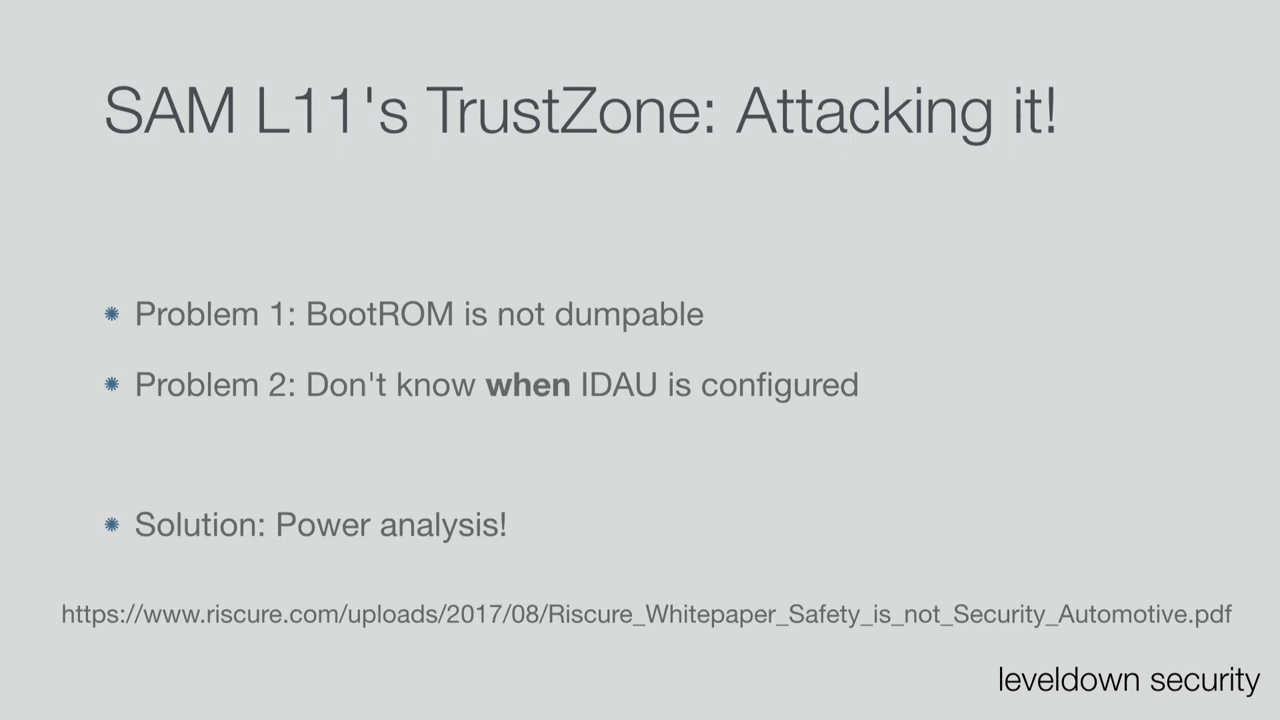 SAM L11's TrustZone: Attacking it!
Problem 1: BootROM is not dumpable
Problem 2: Don't know when IDAU is configured
Solution: Power analysis!
https://www.riscure.com/uploads/2017/08/Riscure_Whitepaper_Safety_is_not_Security_Automotive.pdf
leveldown security